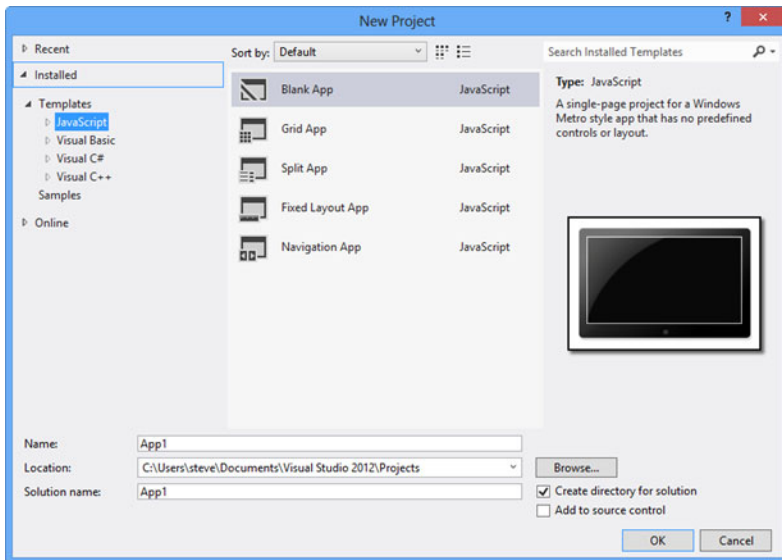 New Project
?
Recent
Installed
Templates
JavaScript
Visual Basic
Visual C#
Visual C++
Samples
Online
Sort by: Default
Blank App JavaScript
Grid App JavaScript
Split App JavaScript
Fixed Layout App JavaScript
Navigation App JavaScript
Search Installed Templates
Type: JavaScript
A single-page project for a Windows
Metro style app that has no predefined
controls or layout.
Name: App1
Location: C:\Users\steve\Documents\Visual Studio 2012\Projects Browse...
Solution name: App1
Create directory for solution
Add to source control
OK Cancel